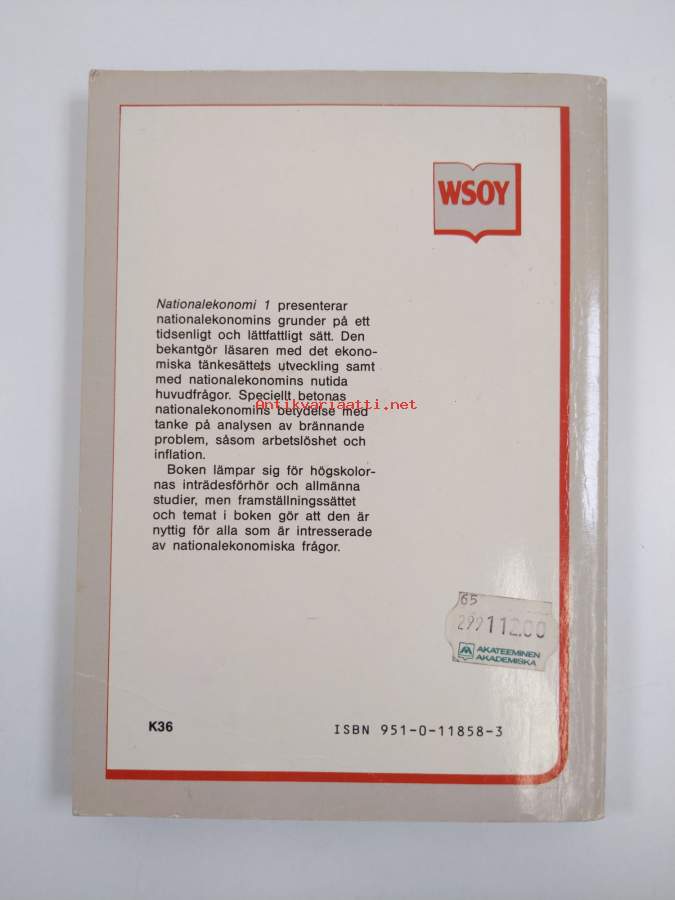 WSOY
Nationalekonomi 1 presenterar
nationalekonomins grunder på ett
tidsenligt och lättfattligt sätt. Den
bekantgör läsaren med det ekono-
miska tänkesättets utveckling samt
med nationalekonomins nutida
huvudfrågor. Speciellt betonas
Antikvariaatti.net
nationalekonomins betydelse med
tanke på analysen av brännande
problem, såsom arbetslöshet och
inflation.
Boken lämpar sig för högskolor-
nas inträdesförhör och allmänna
studier, men framställningssättet
och temat i boken gör att den är
nyttig för alla som är intresserade
av nationalekonomiska frågor.
65
299 112.00
AKATEEMINEN
AKADEMISKA
K36
ISBN 951-0-11858-3